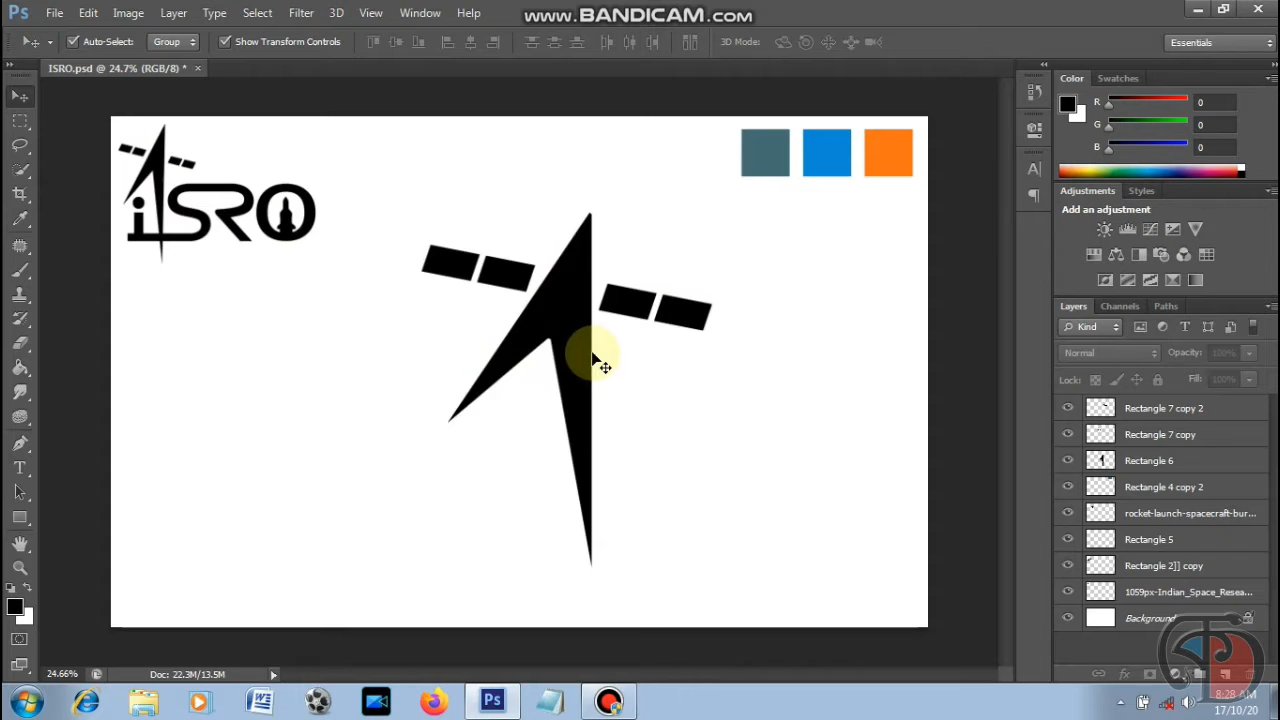 Ps File Edit Image Layer Type Select Filter 3D View Window Help
www.BANDICAM.com
Auto-Select: Group Show Transform Controls 3D Mode: Essentials
ISRO.psd @ 24.7% (RGB/8) * ×
iSRO
Color Swatches
R 0
G 0
B 0
Adjustments Styles
Add an adjustment
Layers Channels Paths
Kind
Normal Opacity: 100%
Lock: Fill: 100%
Rectangle 7 copy 2
Rectangle 7 copy
Rectangle 6
Rectangle 4 copy 2
rocket-launch-spacecraft-bur...
Rectangle 5
Rectangle 2]] copy
1059px-Indian_Space_Resea...
Background
24.66% Doc: 22.3M/13.5M
8:28 AM
17/10/20